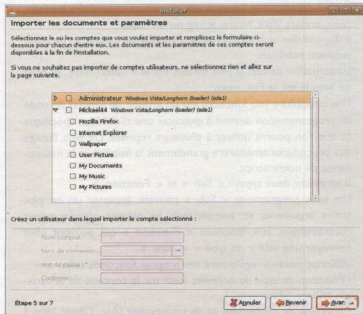 Installer
Importer les documents et paramètres
Sélectionnez le ou les comptes que vous voulez importer et remplissez le formulaire ci-
dessous pour chacun d'entre eux. Les documents et les paramètres de ces comptes seront
disponibles à la fin de l'installation.
Si vous ne souhaitez pas importer de comptes utilisateurs, ne sélectionnez rien et allez sur
la page suivante.
Administrateur Windows Vista/Longhorn (loader) (sda1)
Mickael44 Windows Vista/Longhorn (loader) (sda1)
Mozilla Firefox
Internet Explorer
Wallpaper
User Picture
My Documents
My Music
My Pictures
Créez un utilisateur dans lequel importer le compte sélectionné :
Nom complet
Nom de connexion
Mot de passe :
Confirmez
Étape 5 sur 7
Annuler
Revenir
Avan